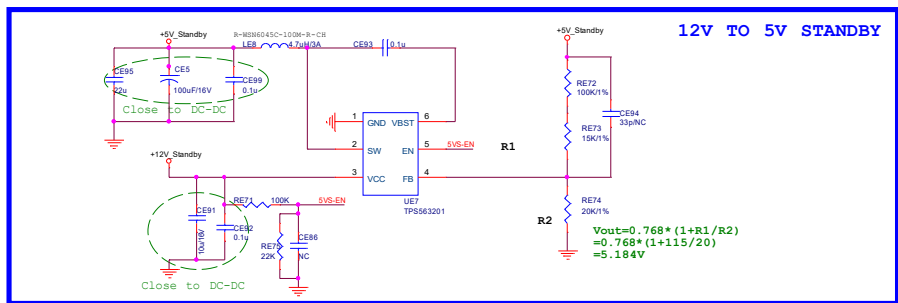 12V TO 5V STANDBY
+5V_Standby
R-WSN6045C-100M-R-CH
LE8
4.7uH/3A
CE93
0.1u
+5V_Standby
CE95
22u
CE5
100uF/16V
CE99
0.1u
Close to DC-DC
RE72
100K/1%
CE94
33p/NC
RE73
15K/1%
R1
1
GND
VBST
6
2
SW
EN
5
5VS-EN
3
VCC
FB
4
UE7
TPS563201
+12V_Standby
RE71
100K
5VS-EN
CE91
10u/16V
CE92
0.1u
RE75
22K
CE86
NC
Close to DC-DC
RE74
20K/1%
R2
Vout=0.768*(1+R1/R2)
=0.768*(1+115/20)
=5.184V